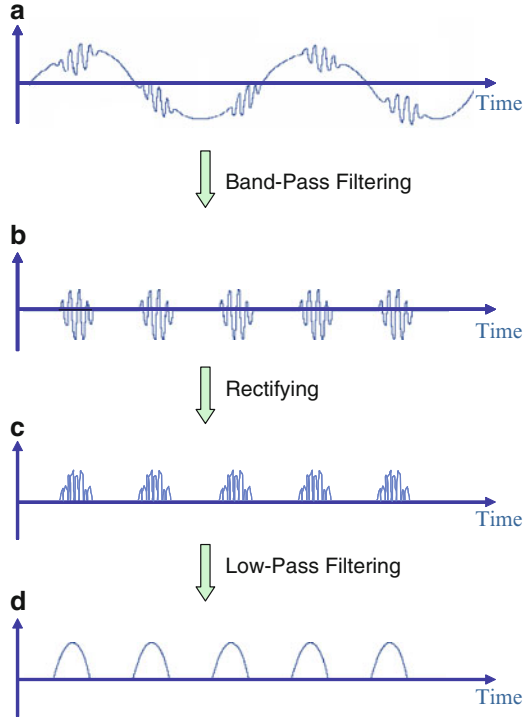 a
Time
Band-Pass Filtering
b
Time
Rectifying
c
Time
Low-Pass Filtering
d
Time